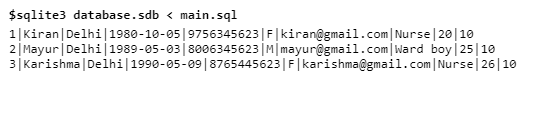 $sqlite3 database.sdb < main.sql
1|Kiran|Delhi|1980-10-05|9756345623|F|kiran@gmail.com|Nurse|20|10
2|Mayur|Delhi|1989-05-03|8006345623|M|mayur@gmail.com|Ward boy|25|10
3|Karishma|Delhi|1990-05-09|8765445623|F|karishma@gmail.com|Nurse|26|10